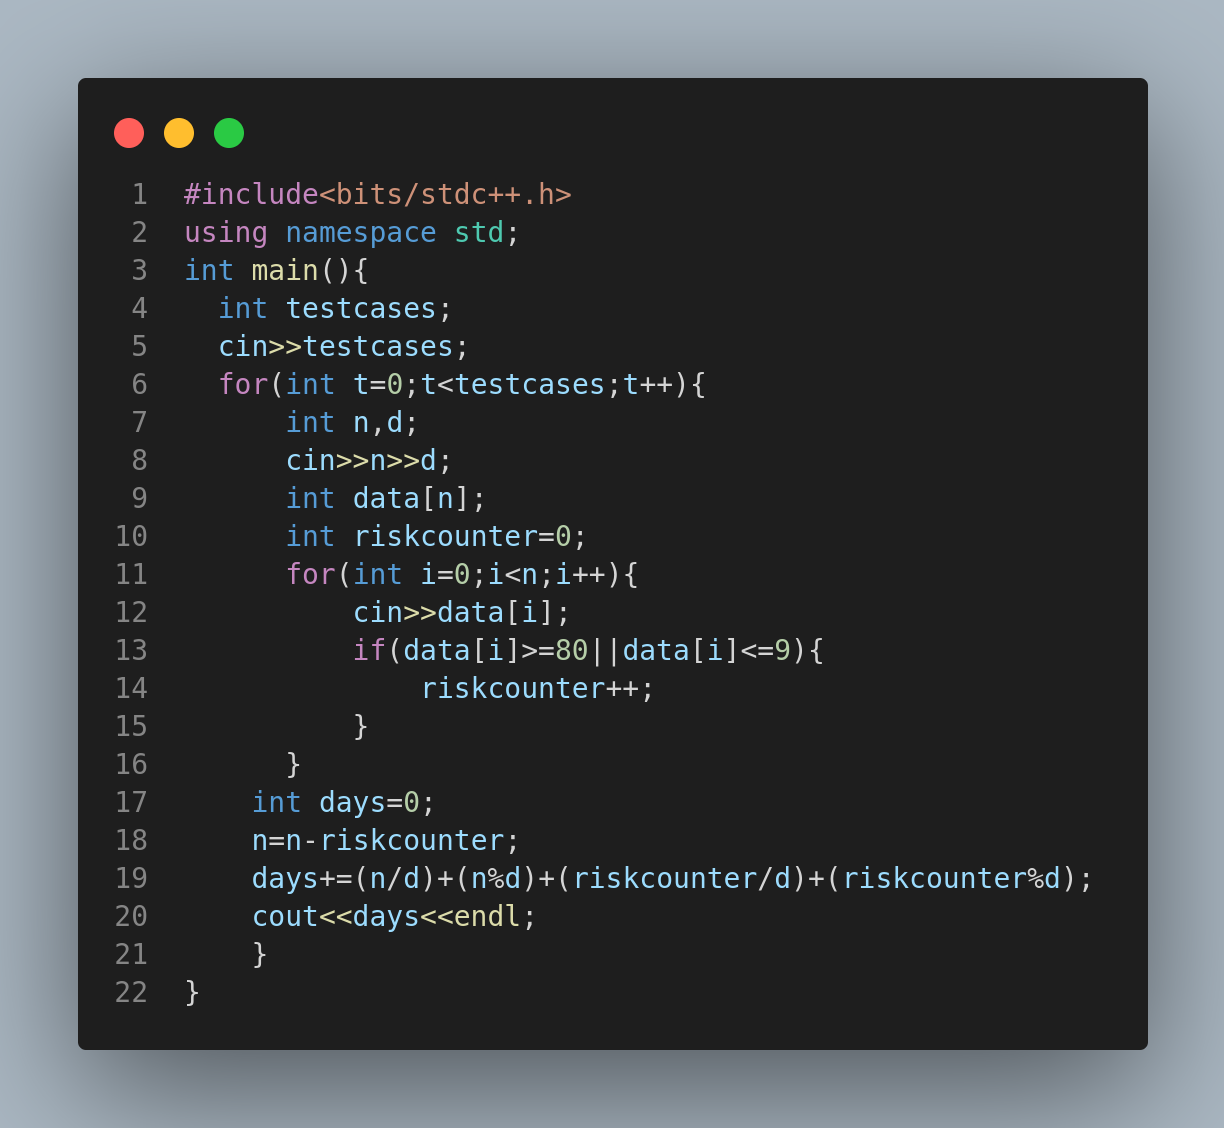 1 #include<bits/stdc++.h>
2 using namespace std;
3 int main(){
4   int testcases;
5   cin>>testcases;
6   for(int t=0;t<testcases;t++){
7       int n,d;
8       cin>>n>>d;
9       int data[n];
10       int riskcounter=0;
11       for(int i=0;i<n;i++){
12           cin>>data[i];
13           if(data[i]>=80||data[i]<=9){
14               riskcounter++;
15           }
16       }
17     int days=0;
18     n=n-riskcounter;
19     days+=(n/d)+(n%d)+(riskcounter/d)+(riskcounter%d);
20     cout<<days<<endl;
21     }
22 }